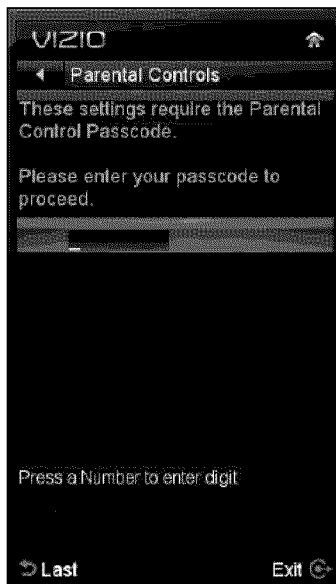 VIZIO
Parental Controls
These settings require the Parental
Control Passcode.
Please enter your passcode to
proceed.
Press a Number to enter digit
Last
Exit